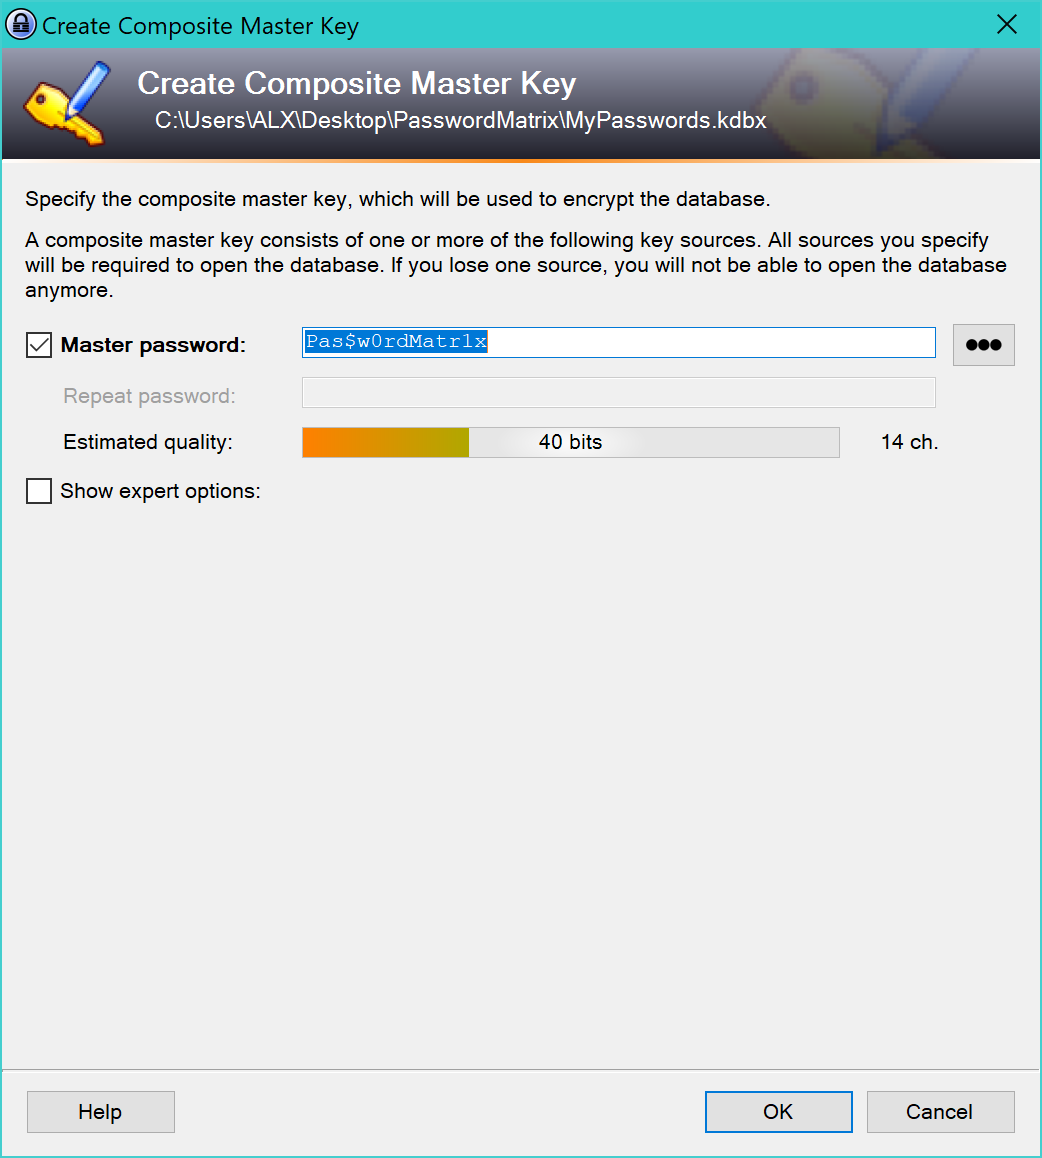 Create Composite Master Key
Create Composite Master Key
C:\Users\ALX\Desktop\PasswordMatrix\MyPasswords.kdbx
Specify the composite master key, which will be used to encrypt the database.
A composite master key consists of one or more of the following key sources. All sources you specify
will be required to open the database. If you lose one source, you will not be able to open the database
anymore.
Master password: Pas$w0rdMatr1x
Repeat password:
Estimated quality: 40 bits 14 ch.
Show expert options:
Help OK Cancel